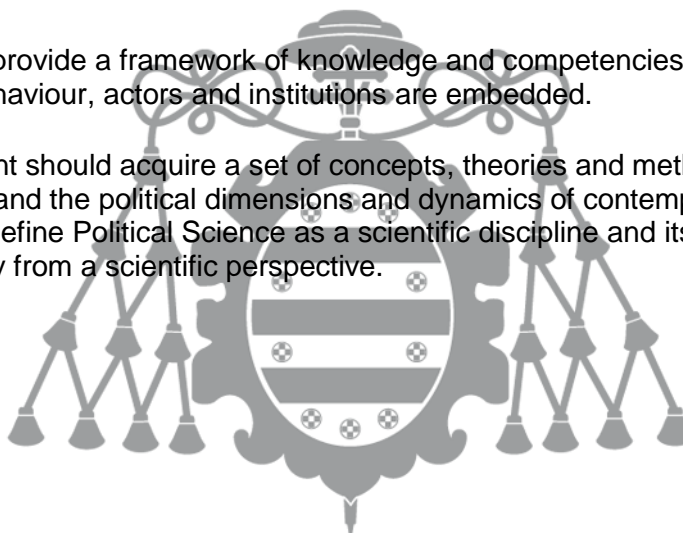 provide a framework of knowledge and competencies
haviour, actors and institutions are embedded.
nt should acquire a set of concepts, theories and met
and the political dimensions and dynamics of contemp
efine Political Science as a scientific discipline and its
y from a scientific perspective.